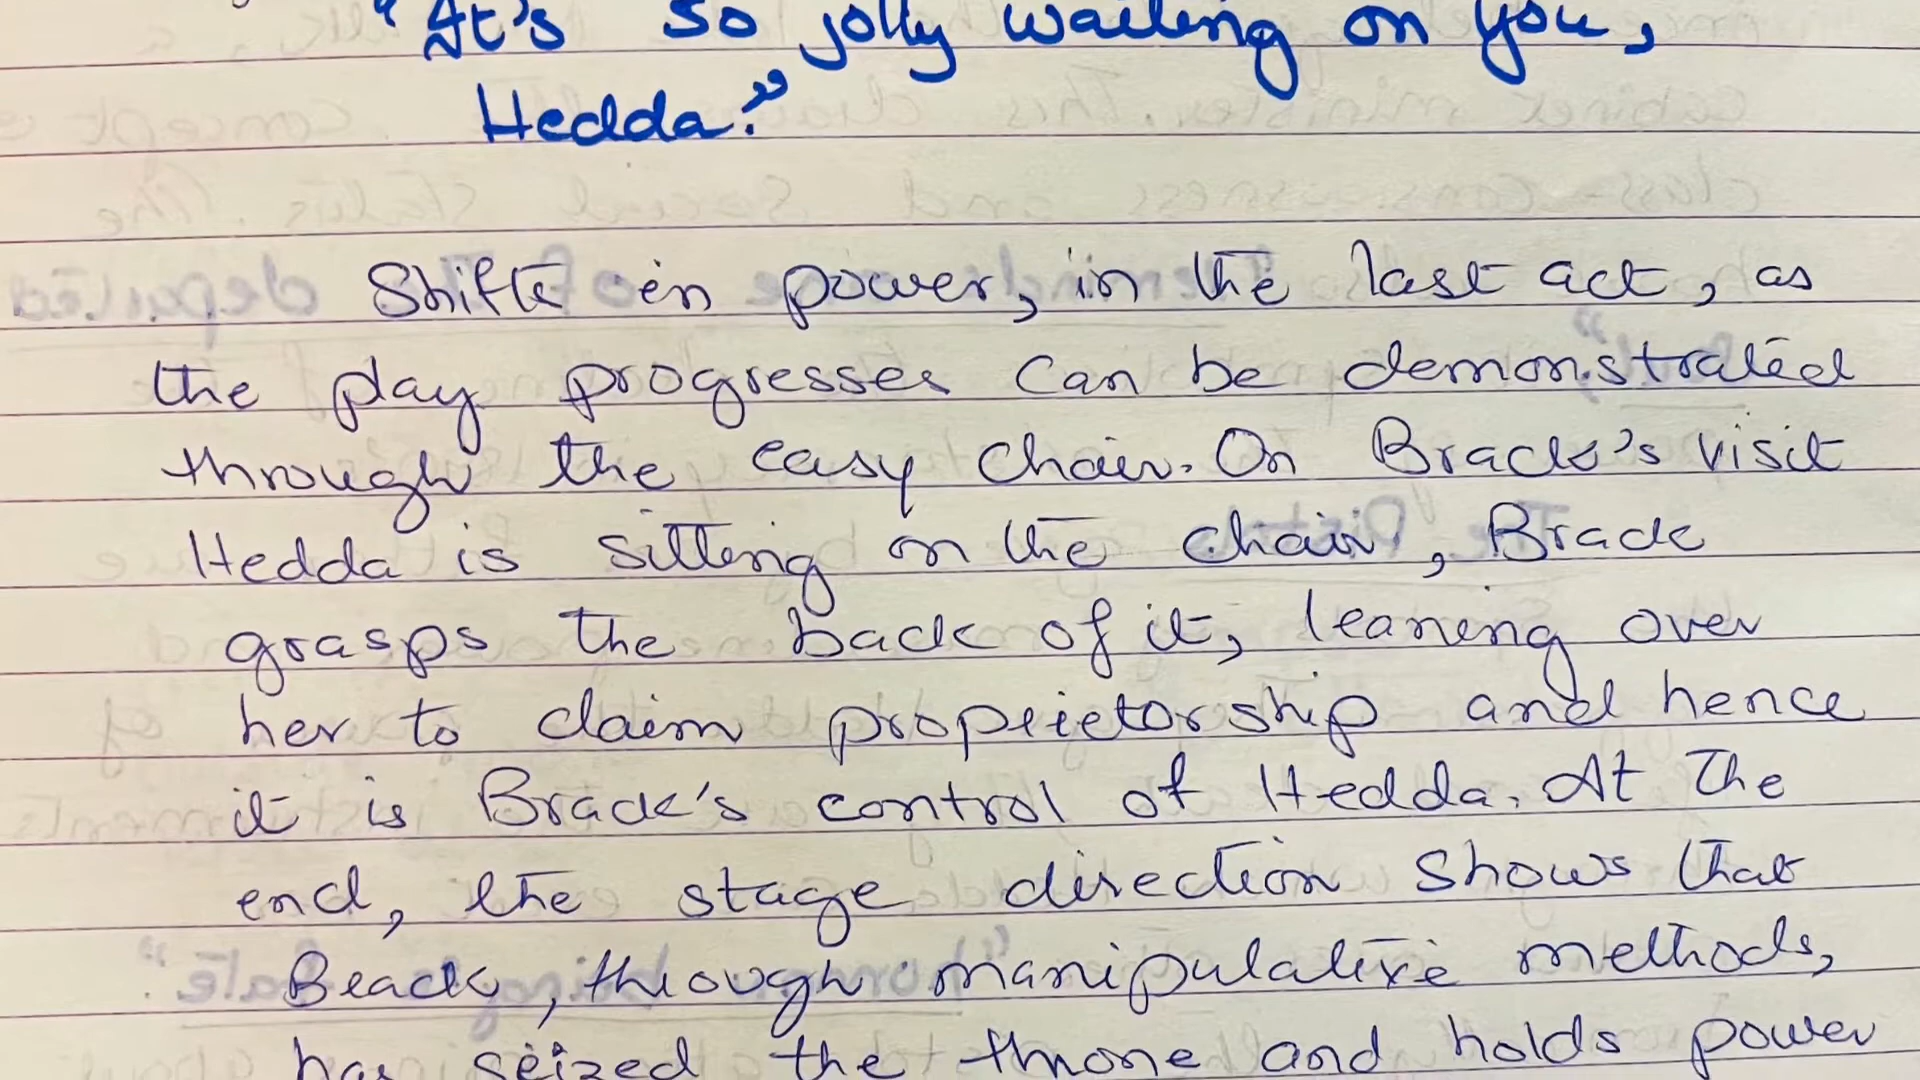 "It's so jolly waiting on you,
Hedda."
Shifts in power, in the last act, as
the play progresses can be demonstrated
through the easy chair. On Brack's visit
Hedda is sitting on the chair, Brack
grasps the back of it, leaning over
her to claim propeietorship and hence
it is Brack's control of Hedda. At the
end, the stage direction shows that
Brack, through manipulative methods,
has seized the throne and holds power